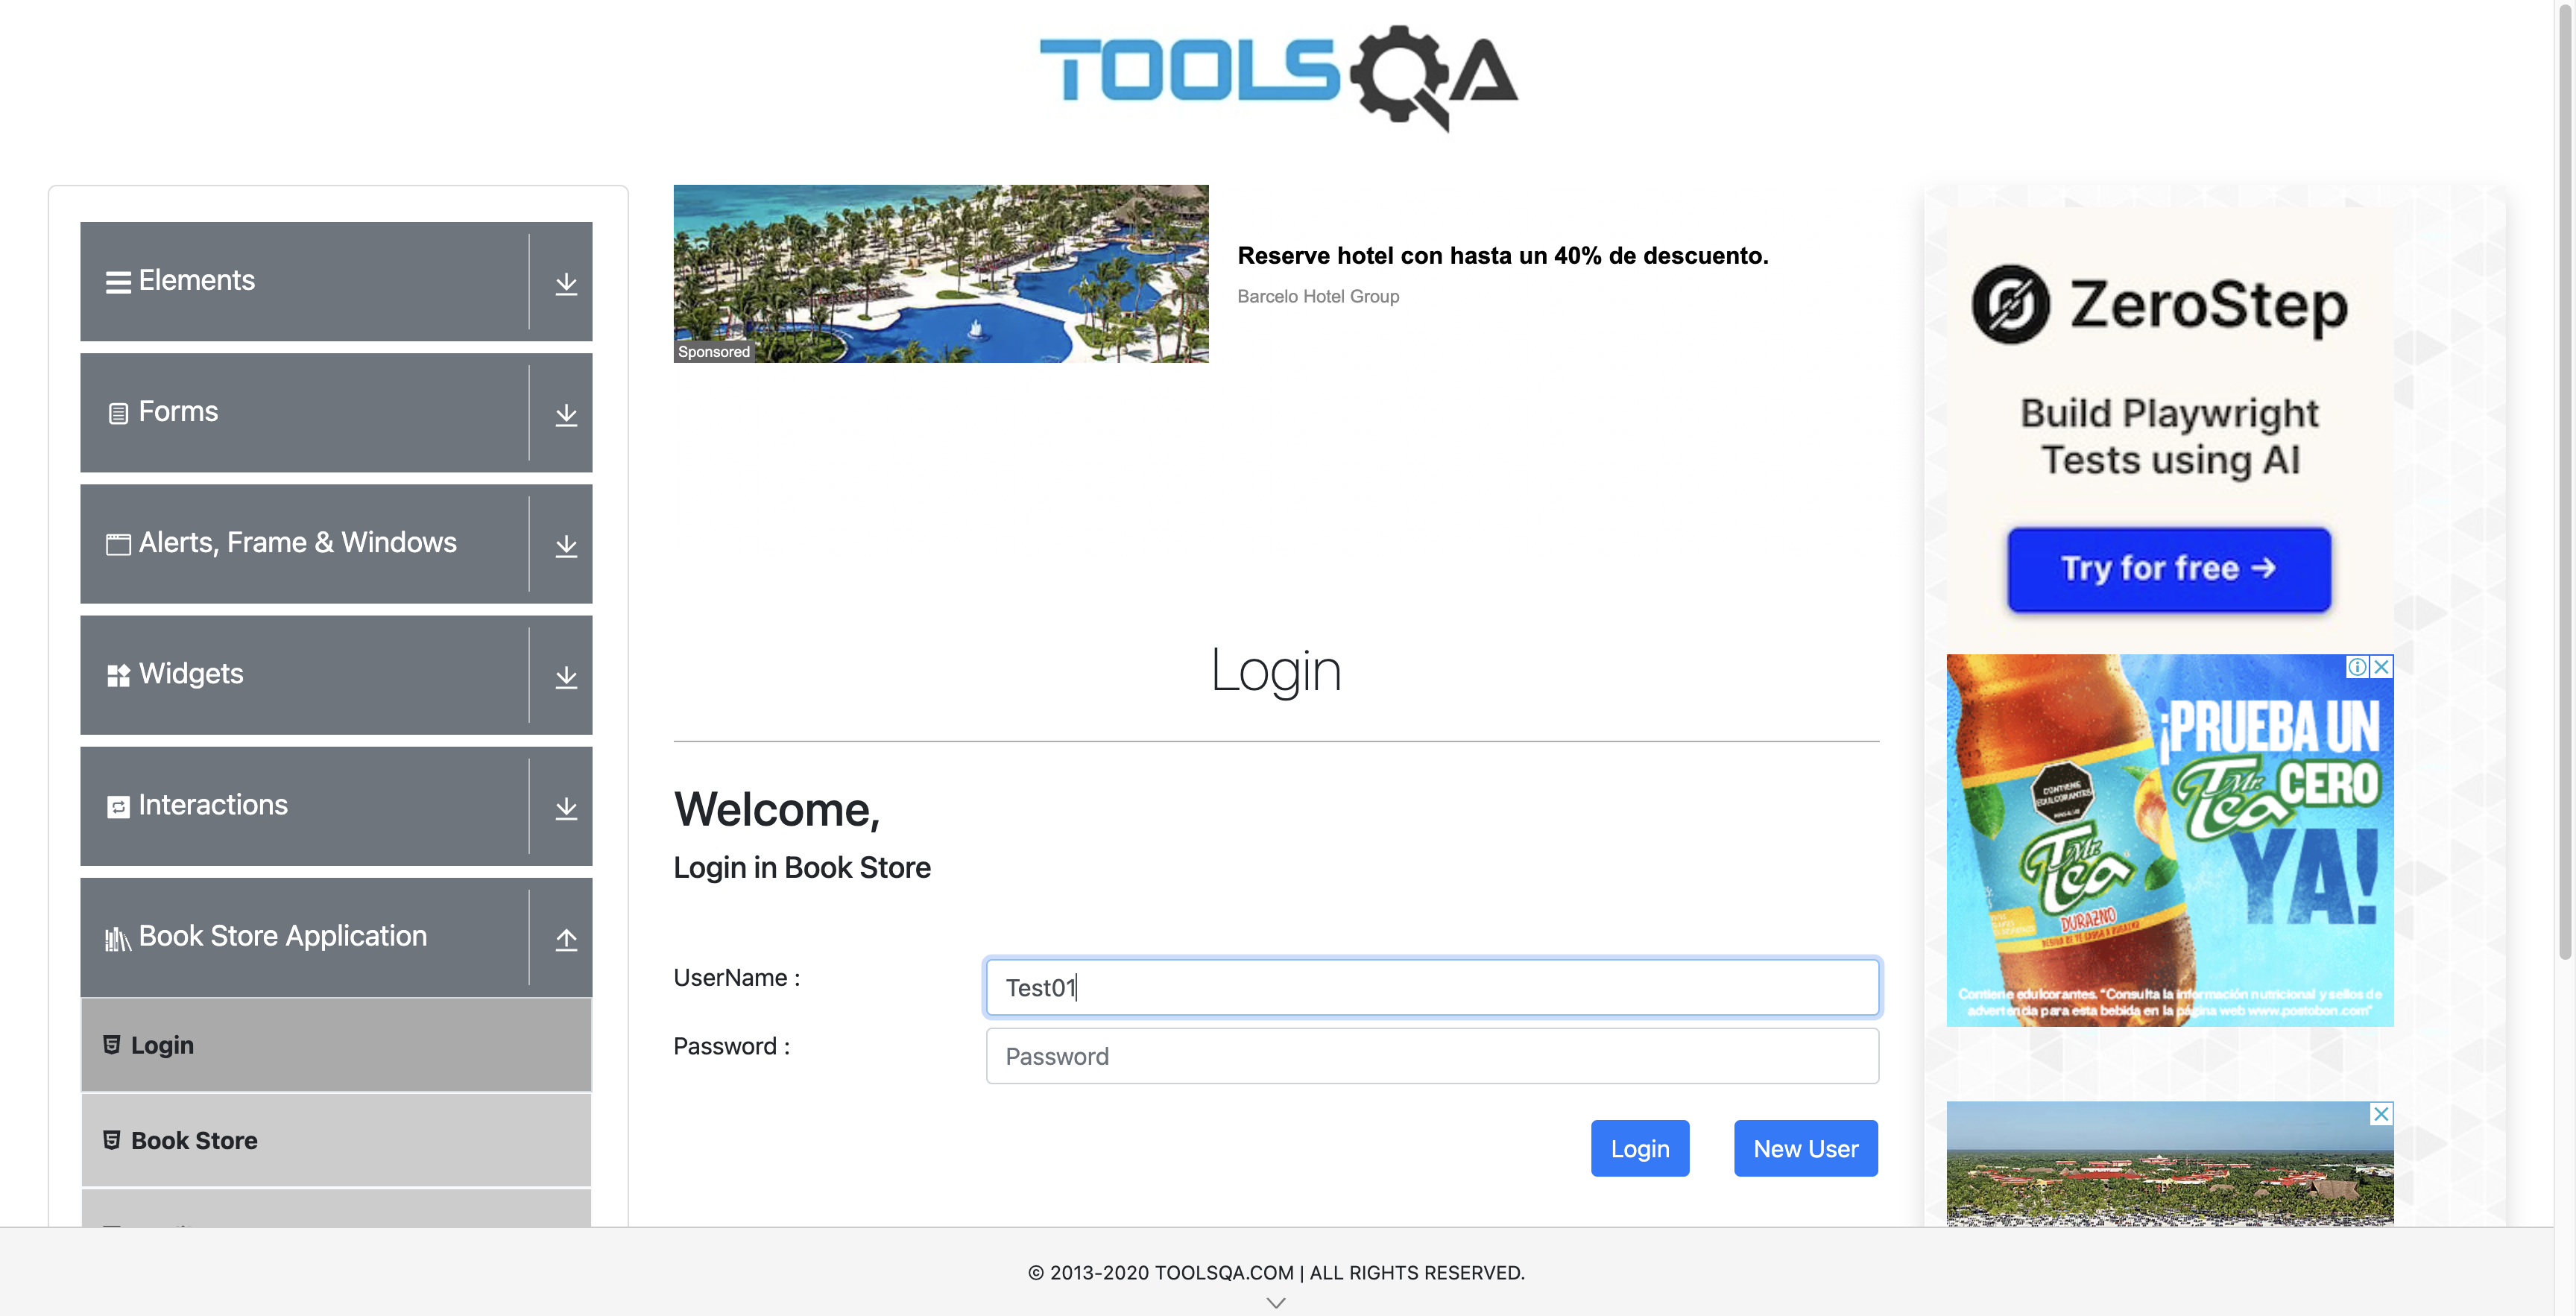 TOOLSQA
Elements
Forms
Alerts, Frame & Windows
Widgets
Interactions
Book Store Application
Login
Book Store
Sponsored
Reserve hotel con hasta un 40% de descuento.
Barcelo Hotel Group
Login
Welcome,
Login in Book Store
UserName :
Test01
Password :
Password
Login
New User
ZeroStep
Build Playwright
Tests using AI
Try for free →
¡PRUEBA UN
Mr. Tea CERO
YA!
CONTIENE
EDULCORANTES
Mr.
Tea
DURAZNO
Contiene edulcorantes. "Consulta la información nutricional y sellos de
advertencia para esta bebida en la página web www.postobon.com"
© 2013-2020 TOOLSQA.COM | ALL RIGHTS RESERVED.